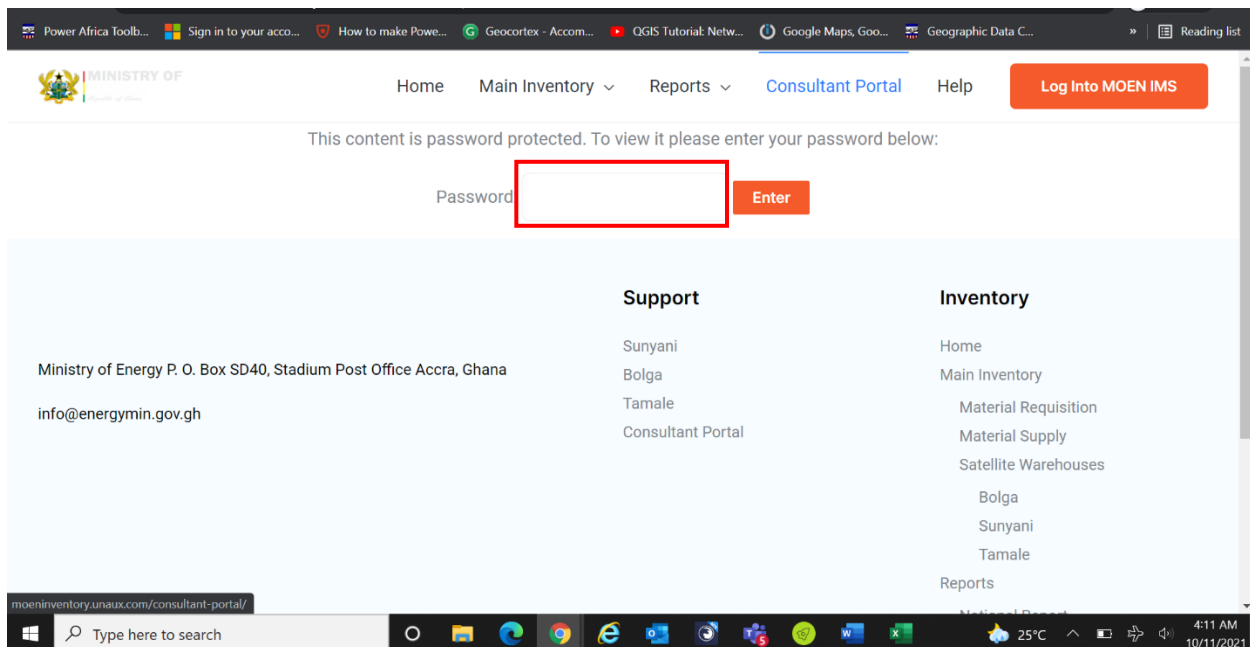 Power Africa Toolb... Sign in to your acco... How to make Powe... Geocortex - Accom... QGIS Tutorial: Netw... Google Maps, Goo... Geographic Data C... » Reading list
MINISTRY OF
Home Main Inventory Reports Consultant Portal Help Log Into MOEN IMS
This content is password protected. To view it please enter your password below:
Password Enter
Support
Sunyani
Bolga
Tamale
Consultant Portal
Inventory
Home
Main Inventory
Material Requisition
Material Supply
Satellite Warehouses
Bolga
Sunyani
Tamale
Reports
National Report
Ministry of Energy P. O. Box SD40, Stadium Post Office Accra, Ghana
info@energymin.gov.gh
moeninventory.unaux.com/consultant-portal/
Type here to search 25°C 4:11 AM
10/11/2021